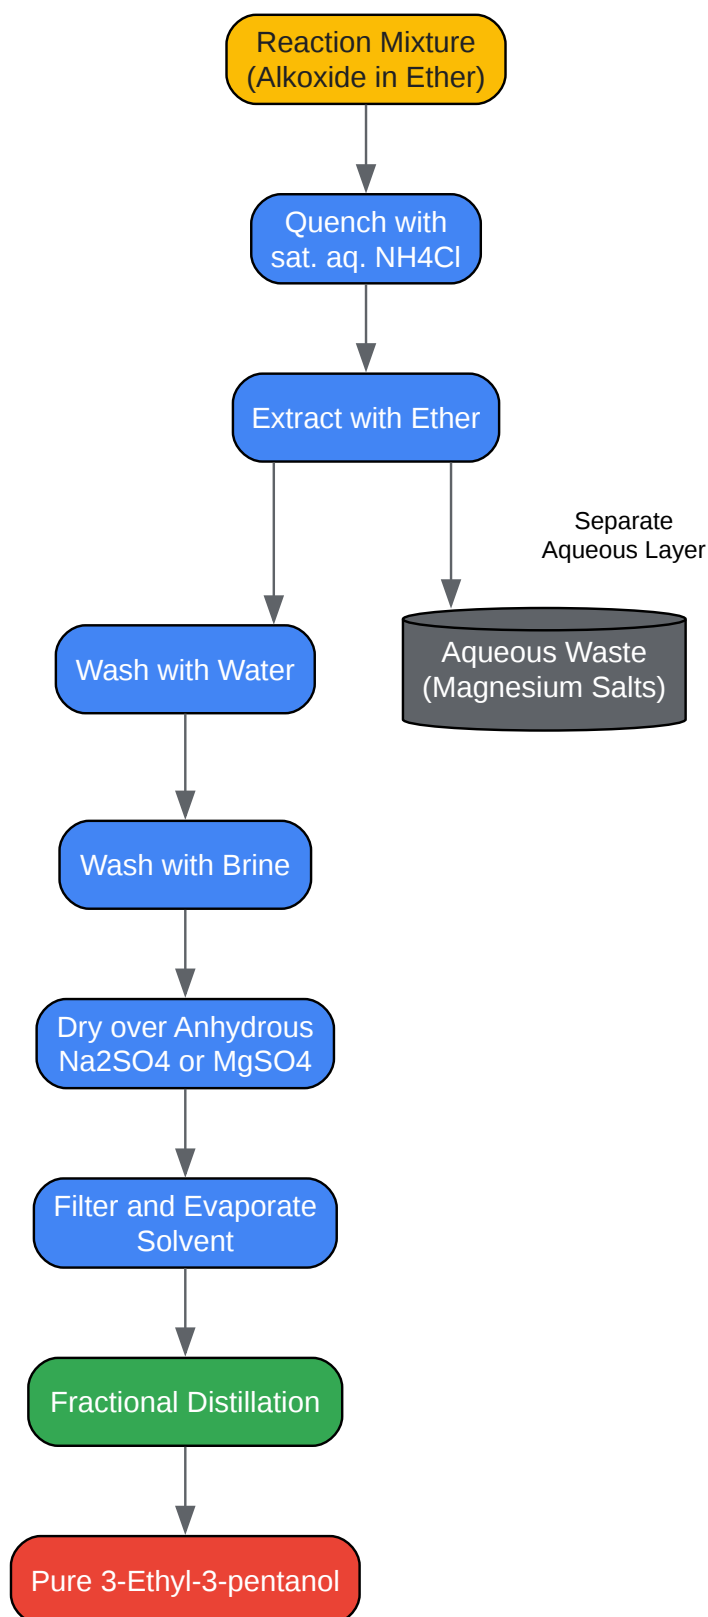 Reaction Mixture
(Alkoxide in Ether)
Quench with
sat. aq. NH4Cl
Extract with Ether
Separate
Aqueous Layer
Wash with Water
Aqueous Waste
(Magnesium Salts)
Wash with Brine
Dry over Anhydrous
Na2SO4 or MgSO4
Filter and Evaporate
Solvent
Fractional Distillation
Pure 3-Ethyl-3-pentanol